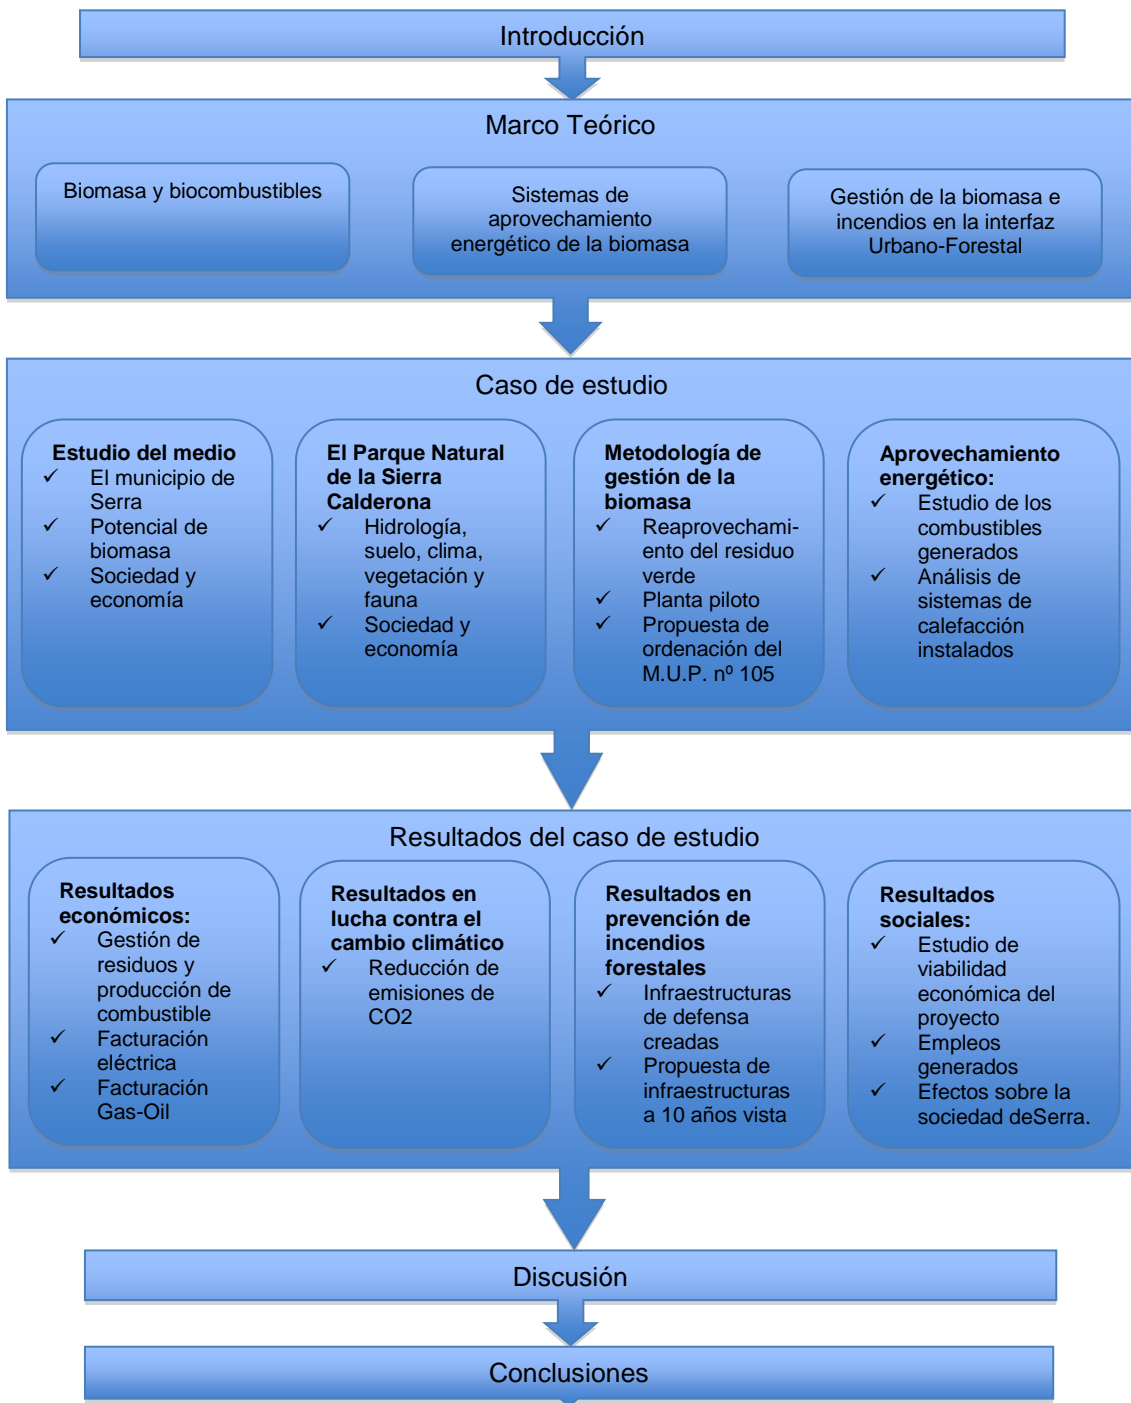 Introducción
Marco Teórico
Biomasa y biocombustibles
Sistemas de
aprovechamiento
energético de la biomasa
Gestión de la biomasa e
incendios en la interfaz
Urbano-Forestal
Caso de estudio
Estudio del medio
✓ El municipio de
Serra
✓ Potencial de
biomasa
✓ Sociedad y
economía
El Parque Natural
de la Sierra
Calderona
✓ Hidrología,
suelo, clima,
vegetación y
fauna
✓ Sociedad y
economía
Metodología de
gestión de la
biomasa
✓ Reaprovechami-
ento del residuo
verde
✓ Planta piloto
✓ Propuesta de
ordenación del
M.U.P. nº 105
Aprovechamiento
energético:
✓ Estudio de los
combustibles
generados
✓ Análisis de
sistemas de
calefacción
instalados
Resultados del caso de estudio
Resultados
económicos:
✓ Gestión de
residuos y
producción de
combustible
✓ Facturación
eléctrica
✓ Facturación
Gas-Oil
Resultados en
lucha contra el
cambio climático
✓ Reducción de
emisiones de
CO2
Resultados en
prevención de
incendios
forestales
✓ Infraestructuras
de defensa
creadas
✓ Propuesta de
infraestructuras
a 10 años vista
Resultados
sociales:
✓ Estudio de
viabilidad
económica del
proyecto
✓ Empleos
generados
✓ Efectos sobre la
sociedad deSerra.
Discusión
Conclusiones